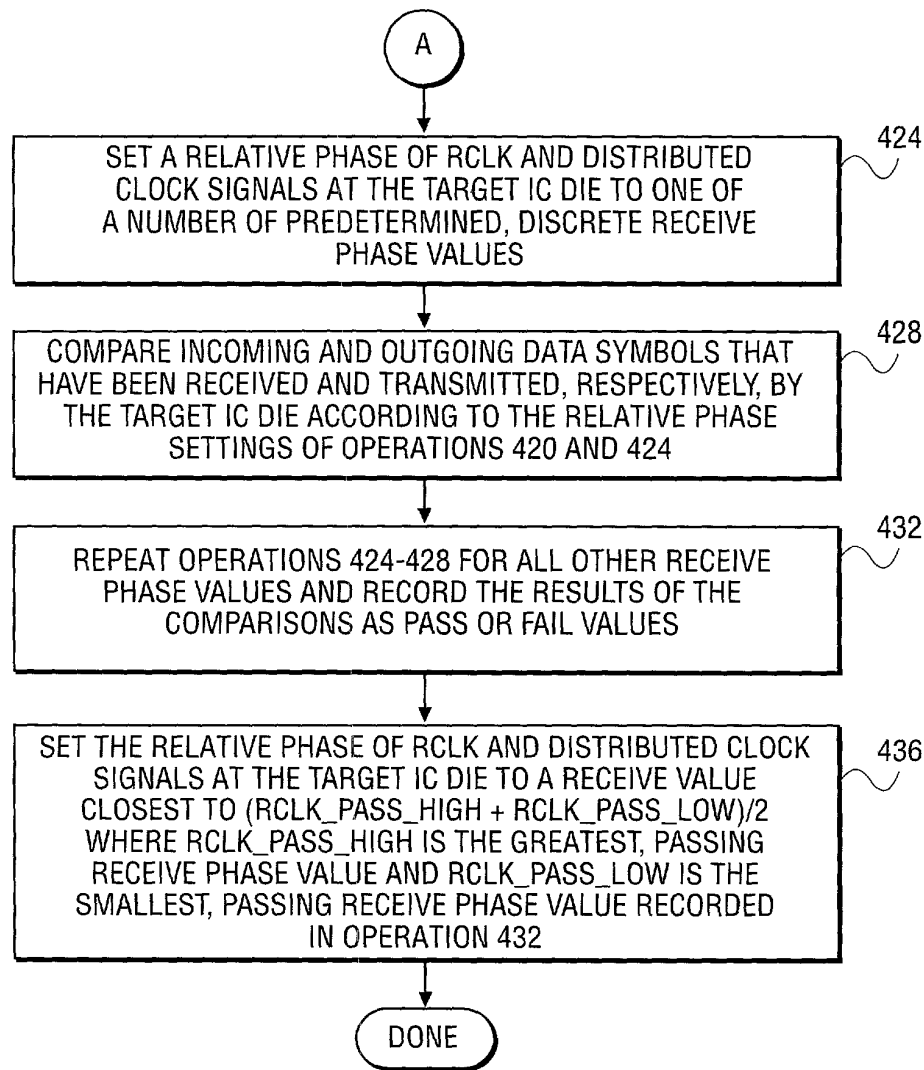 A
424
SET A RELATIVE PHASE OF RCLK AND DISTRIBUTED
CLOCK SIGNALS AT THE TARGET IC DIE TO ONE OF
A NUMBER OF PREDETERMINED, DISCRETE RECEIVE
PHASE VALUES
428
COMPARE INCOMING AND OUTGOING DATA SYMBOLS THAT
HAVE BEEN RECEIVED AND TRANSMITTED, RESPECTIVELY, BY
THE TARGET IC DIE ACCORDING TO THE RELATIVE PHASE
SETTINGS OF OPERATIONS 420 AND 424
432
REPEAT OPERATIONS 424-428 FOR ALL OTHER RECEIVE
PHASE VALUES AND RECORD THE RESULTS OF THE
COMPARISONS AS PASS OR FAIL VALUES
436
SET THE RELATIVE PHASE OF RCLK AND DISTRIBUTED CLOCK
SIGNALS AT THE TARGET IC DIE TO A RECEIVE VALUE
CLOSEST TO (RCLK_PASS_HIGH + RCLK_PASS_LOW)/2
WHERE RCLK_PASS_HIGH IS THE GREATEST, PASSING
RECEIVE PHASE VALUE AND RCLK_PASS_LOW IS THE
SMALLEST, PASSING RECEIVE PHASE VALUE RECORDED
IN OPERATION 432
DONE